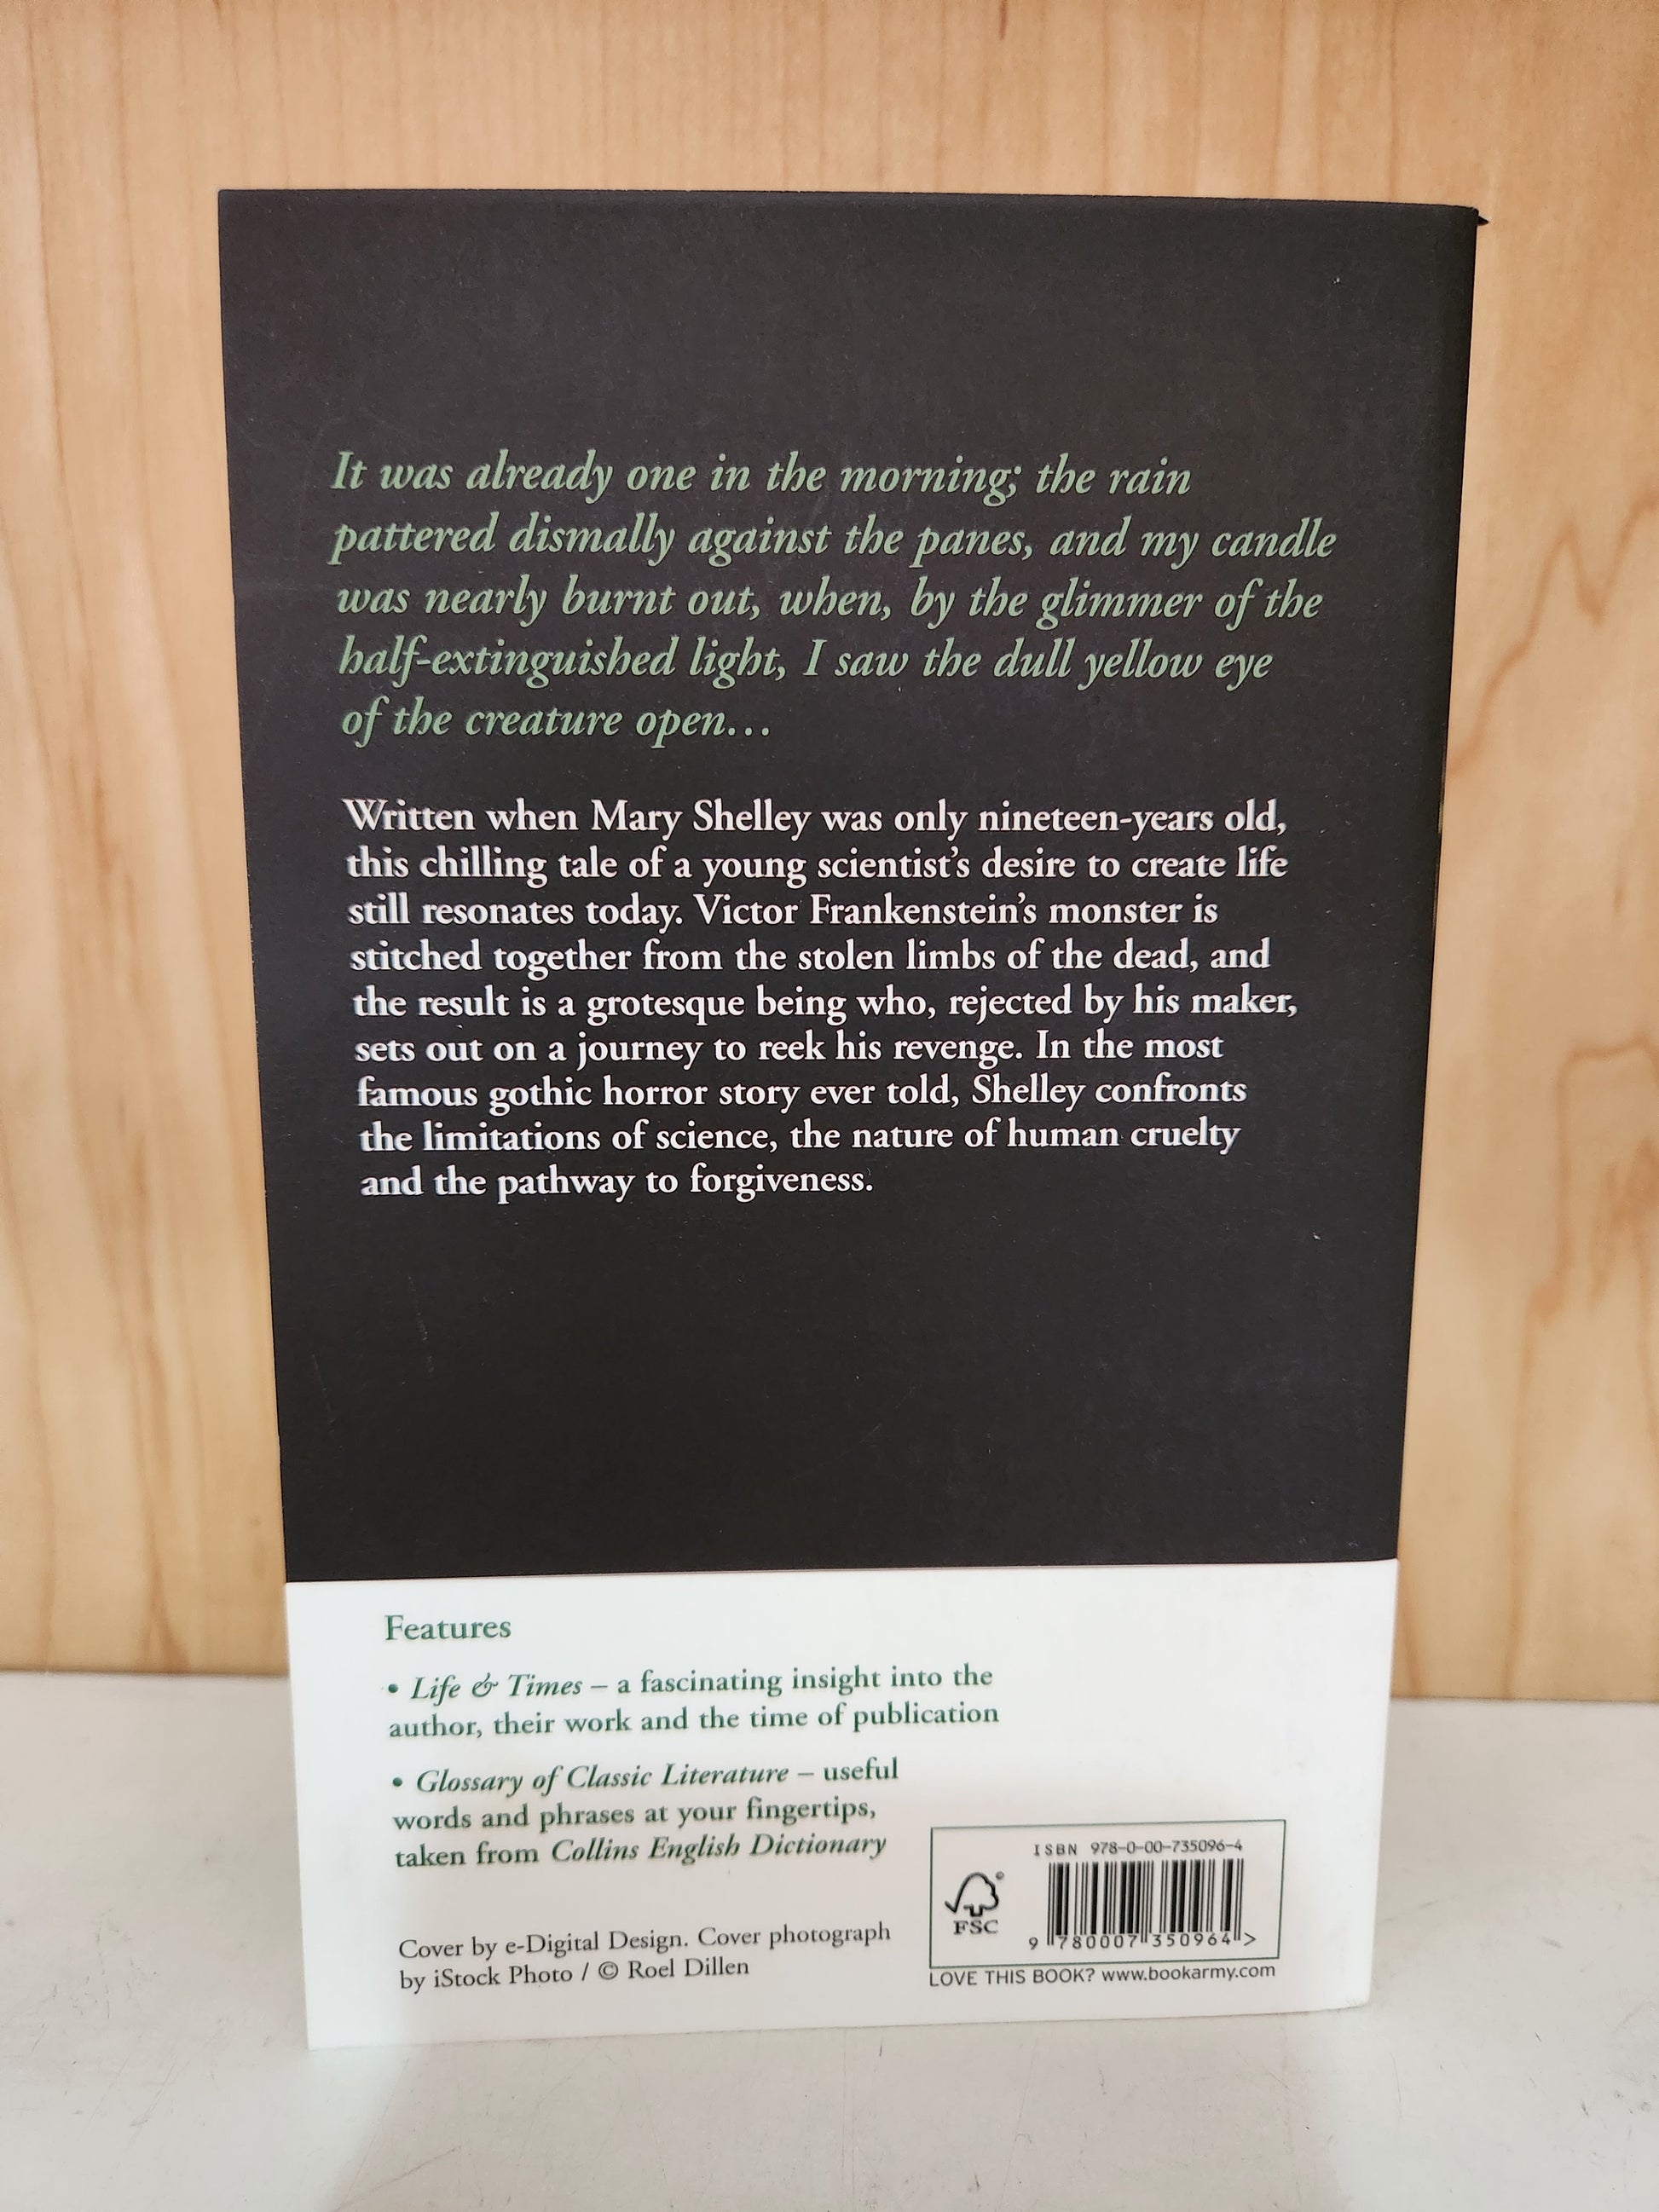 It was already one in the morning; the rain
pattered dismally against the panes, and my candle
was nearly burnt out, when, by the glimmer of the
half-extinguished light, I saw the dull yellow eye
of the creature open…
Written when Mary Shelley was only nineteen-years old,
this chilling tale of a young scientist’s desire to create life
still resonates today. Victor Frankenstein’s monster is
stitched together from the stolen limbs of the dead, and
the result is a grotesque being who, rejected by his maker,
sets out on a journey to reek his revenge. In the most
famous gothic horror story ever told, Shelley confronts
the limitations of science, the nature of human cruelty
and the pathway to forgiveness.
Features
• Life & Times – a fascinating insight into the
author, their work and the time of publication
• Glossary of Classic Literature – useful
words and phrases at your fingertips,
taken from Collins English Dictionary
Cover by e-Digital Design. Cover photograph
by iStock Photo / © Roel Dillen
ISBN 978-0-00-735096-4
FSC
9 780007 350964 >
LOVE THIS BOOK? www.bookarmy.com